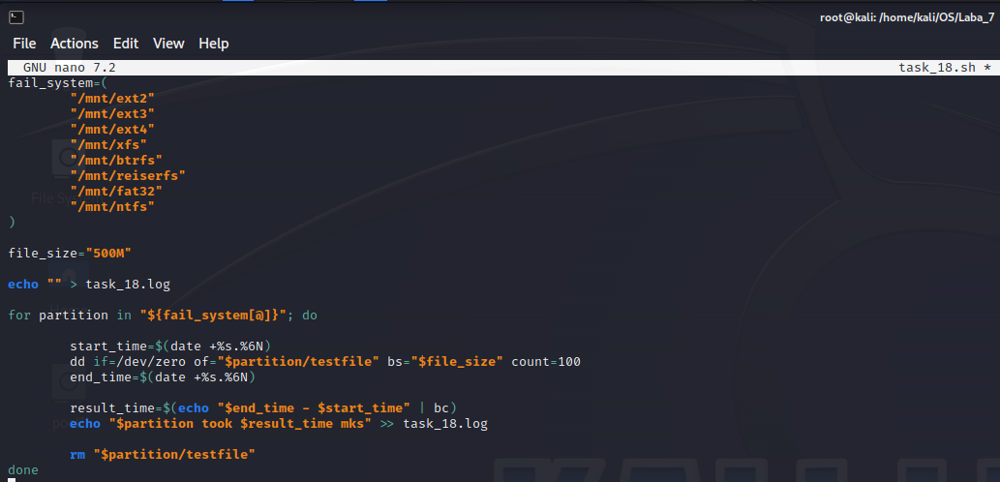 root@kali: /home/kali/OS/Laba_7
File Actions Edit View Help
GNU nano 7.2 task_18.sh *
fail_system=(
"/mnt/ext2"
"/mnt/ext3"
"/mnt/ext4"
"/mnt/xfs"
"/mnt/btrfs"
"/mnt/reiserfs"
"/mnt/fat32"
"/mnt/ntfs"
)
file_size="500M"
echo "" > task_18.log
for partition in "${fail_system[@]}"; do
start_time=$(date +%s.%6N)
dd if=/dev/zero of="$partition/testfile" bs="$file_size" count=100
end_time=$(date +%s.%6N)
result_time=$(echo "$end_time - $start_time" | bc)
echo "$partition took $result_time mks" >> task_18.log
rm "$partition/testfile"
done